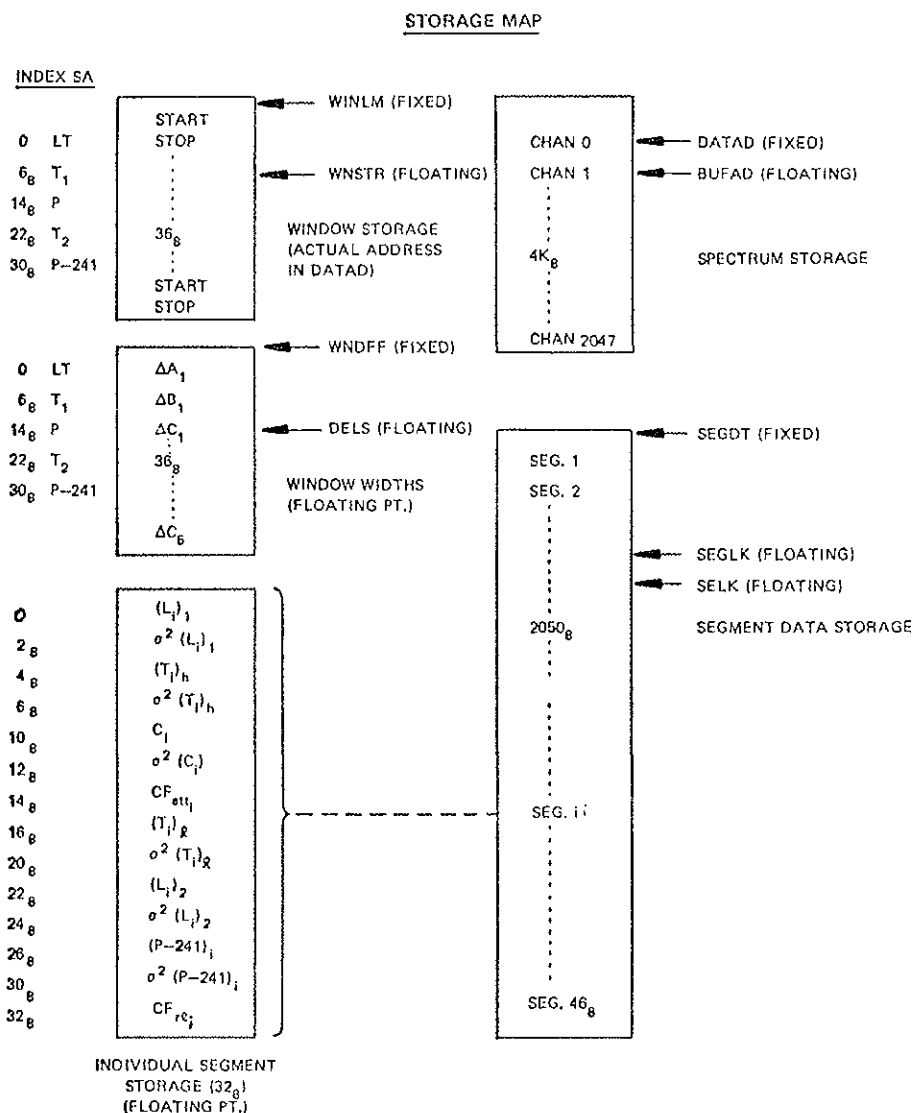 STORAGE MAP
INDEX SA
WINLM (FIXED)
START
0 LT STOP
6₈ T₁ WNSTR (FLOATING)
14₈ P
22₈ T₂ 36₈
30₈ P-241
START
STOP
WINDOW STORAGE
(ACTUAL ADDRESS
IN DATAD)
CHAN 0 DATAD (FIXED)
CHAN 1 BUFAD (FLOATING)
4K₈ SPECTRUM STORAGE
CHAN 2047
WNDFF (FIXED)
0 LT ΔA₁
6₈ T₁ ΔB₁
14₈ P ΔC₁ DELS (FLOATING)
22₈ T₂ 36₈
30₈ P-241
ΔC₆
WINDOW WIDTHS
(FLOATING PT.)
SEGDT (FIXED)
SEG. 1
SEG. 2
SEGLK (FLOATING)
SELK (FLOATING)
2050₈ SEGMENT DATA STORAGE
SEG. ii
SEG. 46₈
0 (Lᵢ)₁
2₈ σ² (Lᵢ)₁
4₈ (Tᵢ)ₕ
6₈ σ² (Tᵢ)ₕ
10₈ Cᵢ
12₈ σ² (Cᵢ)
14₈ CF_attᵢ
16₈ (Tᵢ)_ℓ
20₈ σ² (Tᵢ)_ℓ
22₈ (Lᵢ)₂
24₈ σ² (Lᵢ)₂
26₈ (P-241)ᵢ
30₈ σ² (P-241)ᵢ
32₈ CF_reᵢ
INDIVIDUAL SEGMENT
STORAGE (32₈)
(FLOATING PT.)